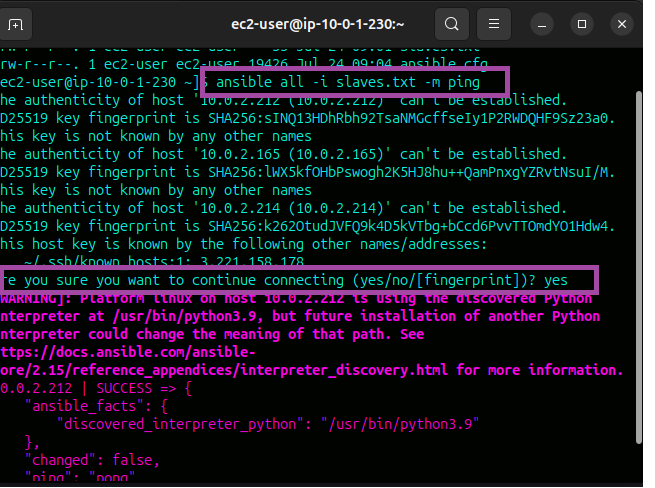 ec2-user@ip-10-0-1-230:~
rw-r--r--. 1 ec2-user ec2-user
rw-r--r--. 1 ec2-user ec2-user 19426 Jul 24 09:04 ansible.cfg
ec2-user@ip-10-0-1-230 ~]$ ansible all -i slaves.txt -m ping
he authenticity of host '10.0.2.212 (10.0.2.212)' can't be established.
D25519 key fingerprint is SHA256:sINQ13HDhRbh92TsaNMGcffseIy1P2RWDQHF9Sz23a0.
his key is not known by any other names
he authenticity of host '10.0.2.165 (10.0.2.165)' can't be established.
D25519 key fingerprint is SHA256:lWX5kfOHbPswogh2K5HJ8hu++QamPnxgYZRvtNsuI/M.
his key is not known by any other names
he authenticity of host '10.0.2.214 (10.0.2.214)' can't be established.
D25519 key fingerprint is SHA256:k262OtudJVFQ9k4D5kVTbg+bCcd6PvvTTOmdYO1Hdw4.
his host key is known by the following other names/addresses:
~/.ssh/known_hosts:1: 3.221.158.178
re you sure you want to continue connecting (yes/no/[fingerprint])? yes
WARNING]: Platform linux on host 10.0.2.212 is using the discovered Python
nterpreter at /usr/bin/python3.9, but future installation of another Python
nterpreter could change the meaning of that path. See
ttps://docs.ansible.com/ansible-
ore/2.15/reference_appendices/interpreter_discovery.html for more information.
0.0.2.212 | SUCCESS => {
"ansible_facts": {
"discovered_interpreter_python": "/usr/bin/python3.9"
},
"changed": false,
"ping": "pong"